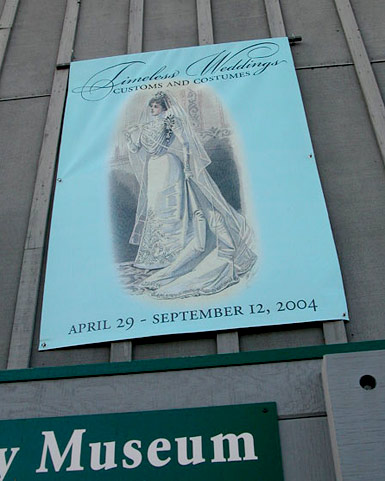 Timeless Weddings
CUSTOMS AND COSTUMES
APRIL 29 - SEPTEMBER 12, 2004
y Museum